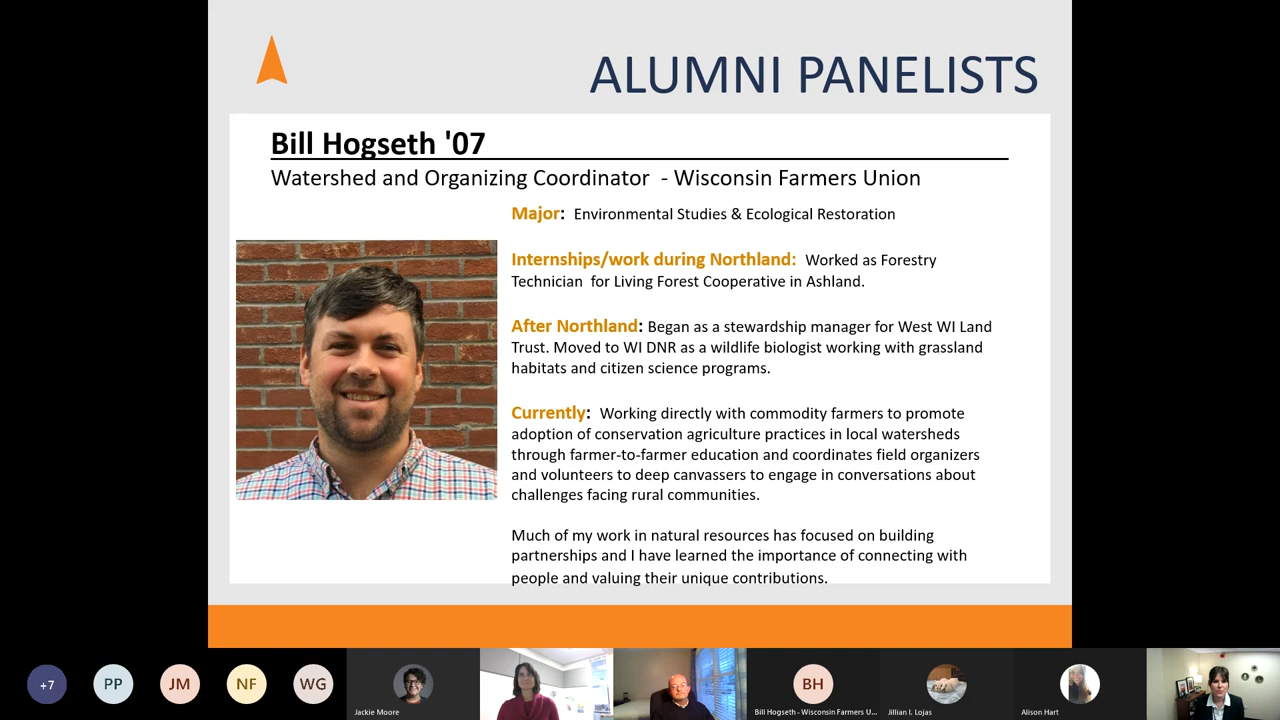 ALUMNI PANELISTS
Bill Hogseth '07
Watershed and Organizing Coordinator - Wisconsin Farmers Union
Major: Environmental Studies & Ecological Restoration
Internships/work during Northland: Worked as Forestry
Technician for Living Forest Cooperative in Ashland.
After Northland: Began as a stewardship manager for West WI Land
Trust. Moved to WI DNR as a wildlife biologist working with grassland
habitats and citizen science programs.
Currently: Working directly with commodity farmers to promote
adoption of conservation agriculture practices in local watersheds
through farmer-to-farmer education and coordinates field organizers
and volunteers to deep canvassers to engage in conversations about
challenges facing rural communities.
Much of my work in natural resources has focused on building
partnerships and I have learned the importance of connecting with
people and valuing their unique contributions.
+7
PP
JM
NF
WG
Jackie Moore
BH
Bill Hogseth - Wisconsin Farmers U...
Jillian I. Lojas
Alison Hart